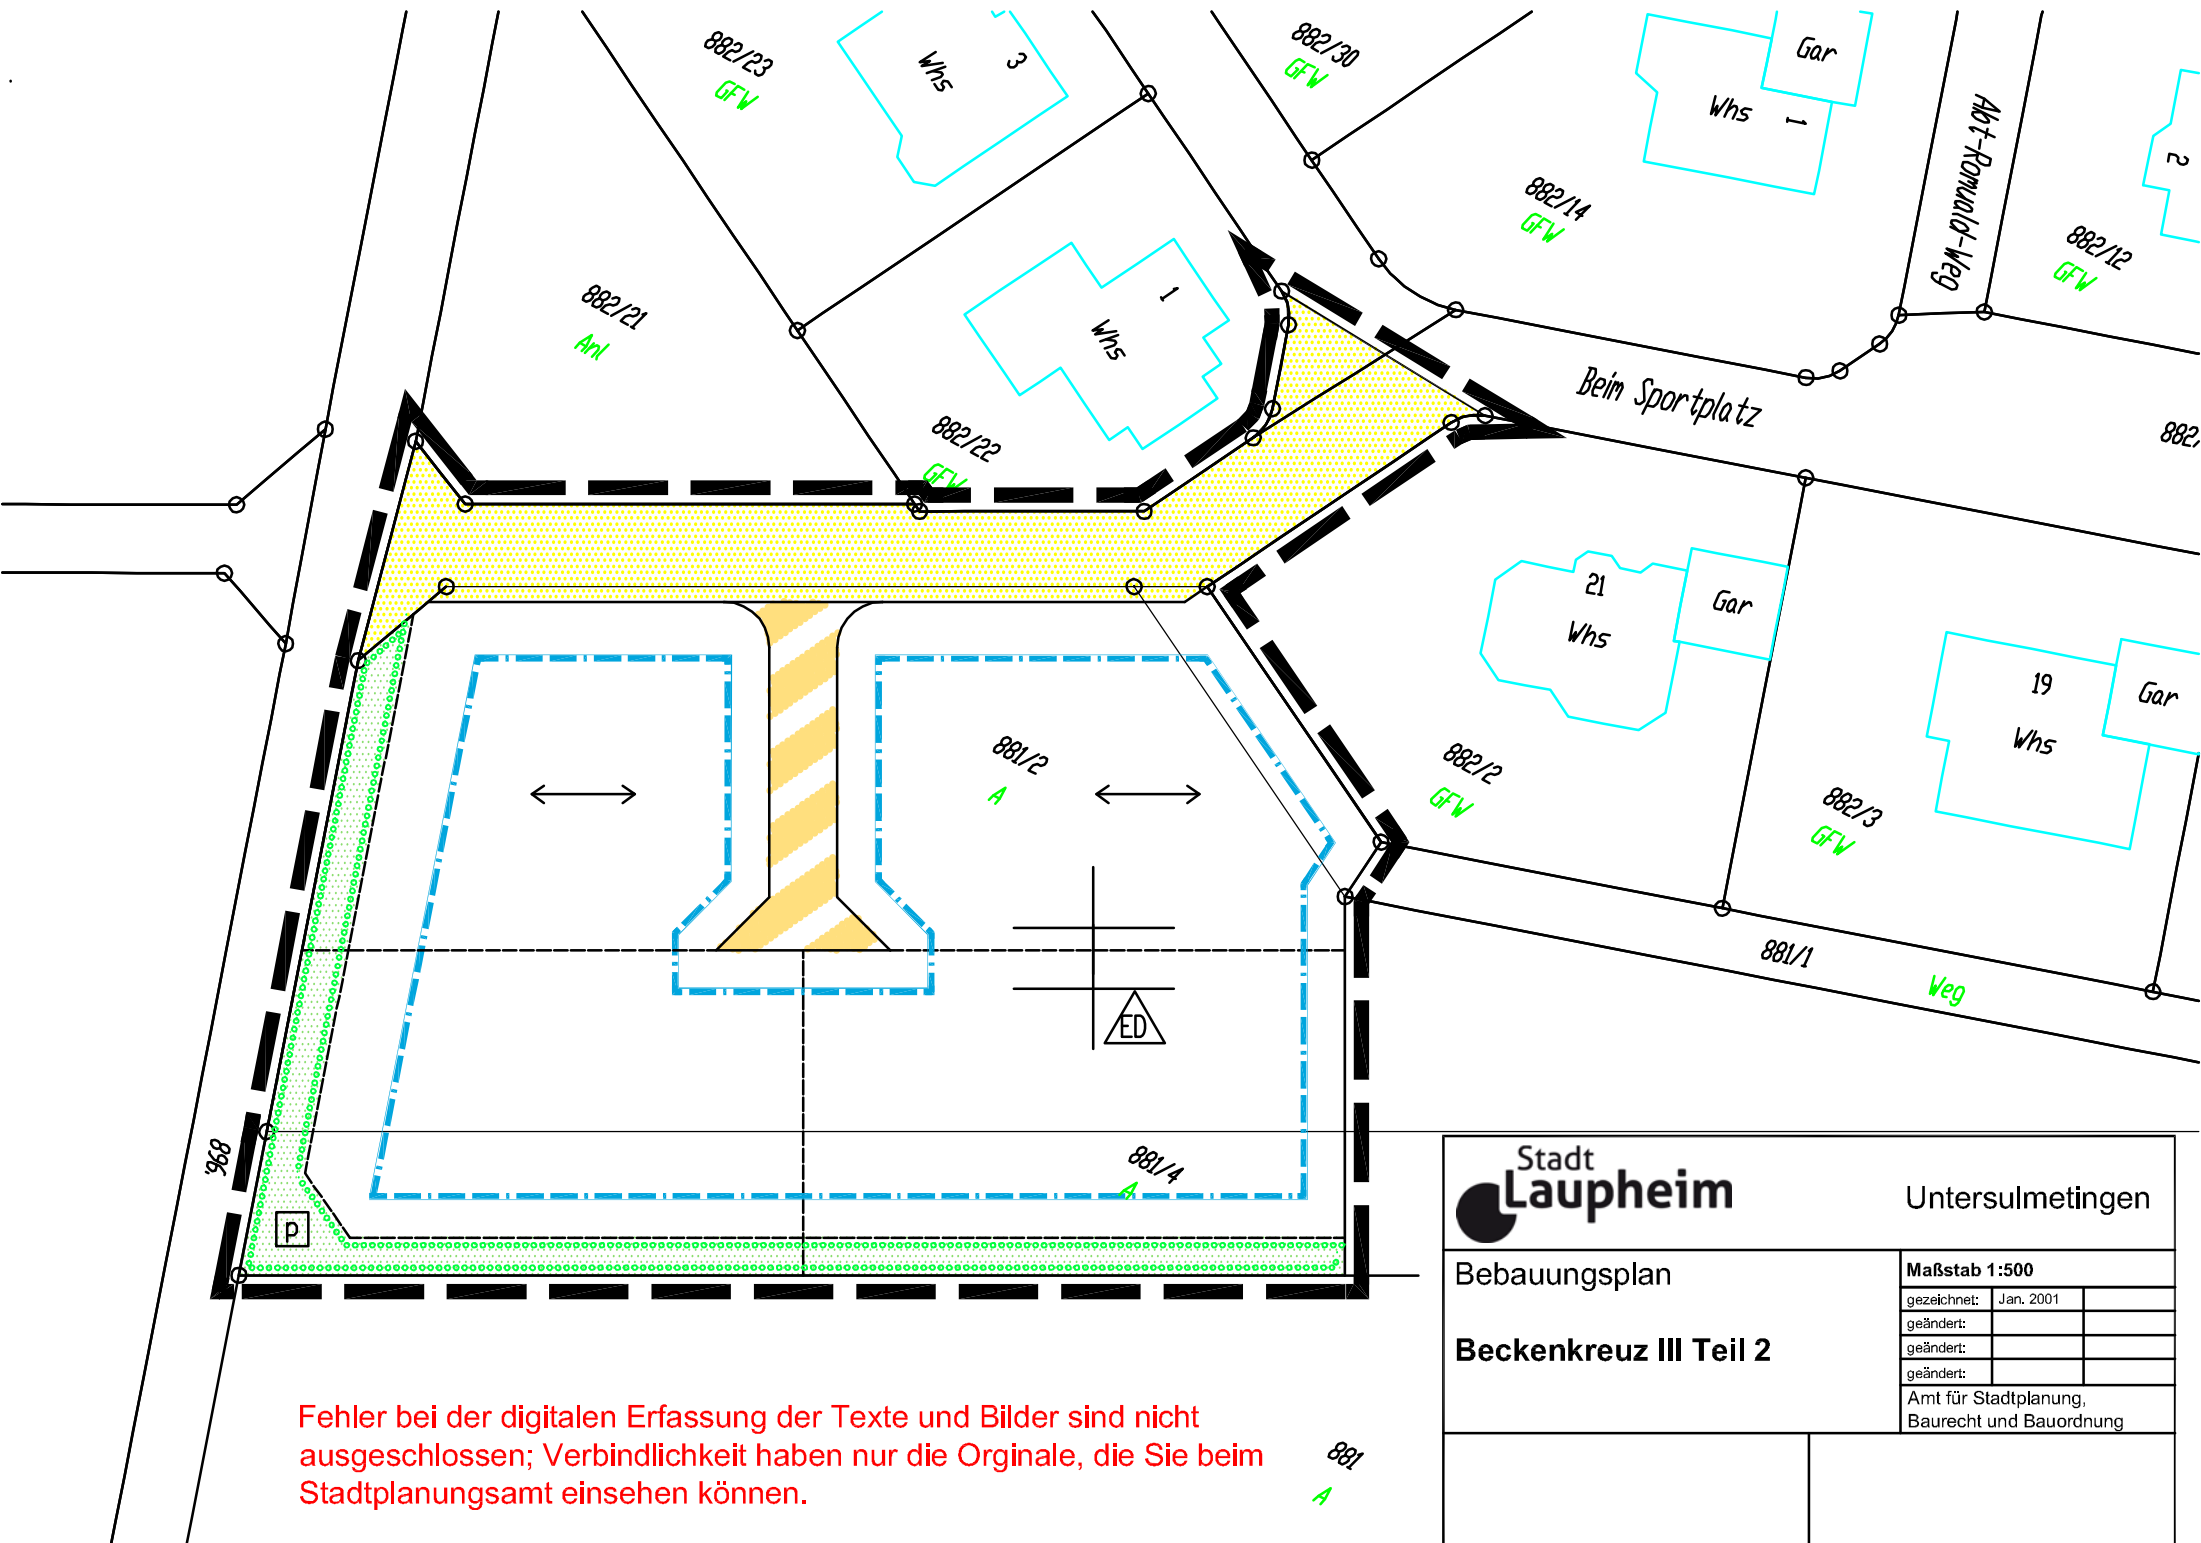 882/23
GFW
Whs
3
882/30
GFW
Gar
Whs
1
Abt-Romuald-Weg
2
882/14
GFW
882/12
GFW
882/21
Anl
Whs
1
882/22
GFW
Beim Sportplatz
882/
21
Whs
Gar
19
Whs
Gar
881/2
A
882/2
GFW
882/3
GFW
881/1
Weg
ED
896
881/4
A
P
Stadt
Laupheim
Untersulmetingen
Bebauungsplan
Maßstab 1:500
gezeichnet: Jan. 2001
geändert:
geändert:
geändert:
Beckenkreuz III Teil 2
Amt für Stadtplanung,
Baurecht und Bauordnung
Fehler bei der digitalen Erfassung der Texte und Bilder sind nicht
ausgeschlossen; Verbindlichkeit haben nur die Orginale, die Sie beim
Stadtplanungsamt einsehen können.
881
A